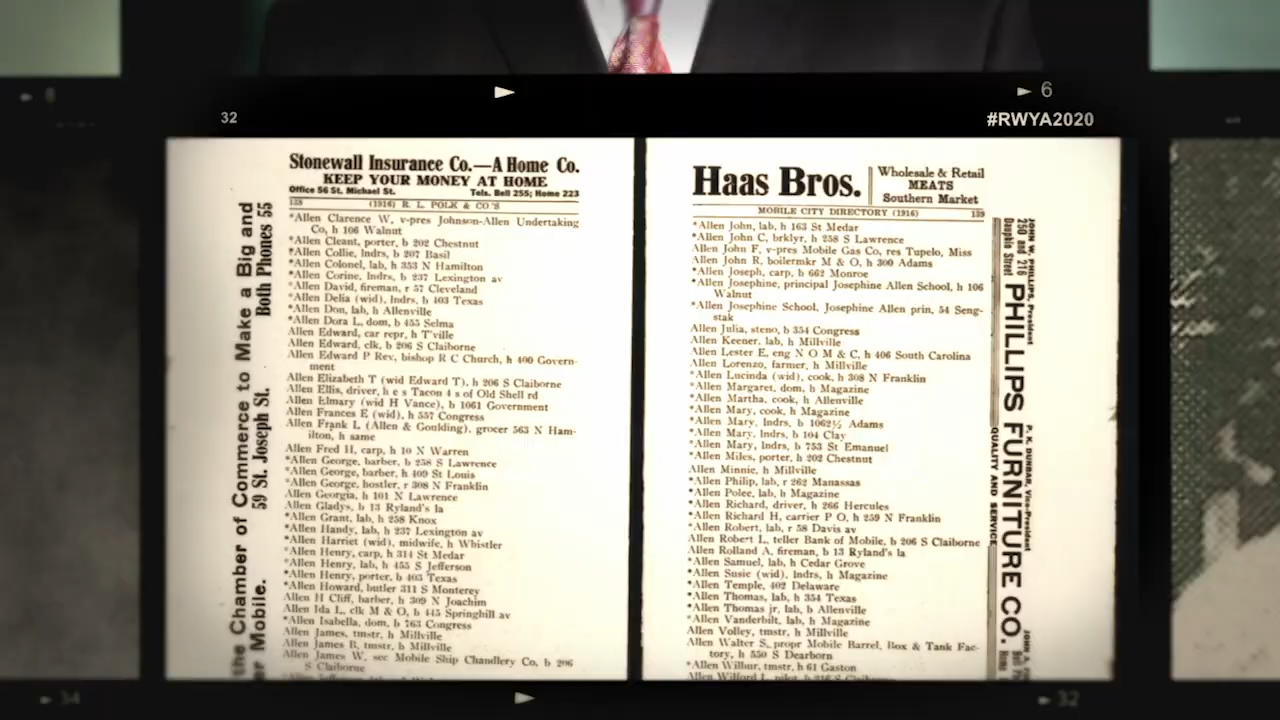 6
6
32
#RWYA2020
Stonewall Insurance Co.—A Home Co.
KEEP YOUR MONEY AT HOME
Office 56 St. Michael St. Tels. Bell 255; Home 223
138 (1916) R. L. POLK & CO.'S
*Allen Clarence W, v-pres Johnson-Allen Undertaking
Co, h 106 Walnut
*Allen Cleant, porter, b 202 Chestnut
*Allen Collie, lndrs, b 207 Basil
*Allen Colonel, lab, h 353 N Hamilton
*Allen Corine, lndrs, b 237 Lexington av
*Allen David, fireman, r 57 Cleveland
*Allen Delia (wid), lndrs, b 403 Texas
*Allen Don, lab, h Allenville
*Allen Dora L, dom, b 455 Selma
Allen Edward, car repr, h T'ville
Allen Edward, clk, b 206 S Claiborne
Allen Edward P Rev, bishop R C Church, h 400 Govern-
ment
Allen Elizabeth T (wid Edward T), h 206 S Claiborne
Allen Ellis, driver, h e s Tacon 4 s of Old Shell rd
Allen Elmary (wid H Vance), b 1061 Government
Allen Frances E (wid), h 557 Congress
Allen Frank L (Allen & Goulding), grocer 563 N Ham-
ilton, h same
Allen Fred H, carp, h 10 N Warren
*Allen George, barber, b 258 S Lawrence
*Allen George, barber, h 409 St Louis
*Allen George, hostler, r 308 N Franklin
Allen Georgia, h 101 N Lawrence
Allen Gladys, b 13 Ryland's la
*Allen Grant, lab, h 258 Knox
*Allen Handy, lab, h 237 Lexington av
*Allen Harriet (wid), midwife, h Whistler
*Allen Henry, carp, h 314 St Medar
*Allen Henry, lab, h 455 S Jefferson
*Allen Henry, porter, b 403 Texas
*Allen Howard, butler 311 S Monterey
Allen H Cliff, barber, h 309 N Joachim
Allen Ida L, clk M & O, b 445 Springhill av
*Allen Isabella, dom, b 763 Congress
Allen James, tmstr, h Millville
Allen James B, tmstr, b Millville
Allen James W, sec Mobile Ship Chandlery Co, b 206
S Claiborne
the Chamber of Commerce to Make a Big and
Mobile. 59 St. Joseph St. Both Phones 55
Haas Bros.
Wholesale & Retail
MEATS
Southern Market
MOBILE CITY DIRECTORY (1916) 139
*Allen John, lab, h 163 St Medar
*Allen John C, brklyr, h 258 S Lawrence
Allen John F, v-pres Mobile Gas Co, res Tupelo, Miss
Allen John R, boilermkr M & O, h 300 Adams
*Allen Joseph, carp, b 662 Monroe
*Allen Josephine, principal Josephine Allen School, h 106
Walnut
*Allen Josephine School, Josephine Allen prin, 54 Seng-
stak
Allen Julia, steno, b 354 Congress
Allen Keener, lab, h Millville
Allen Lester E, eng N O M & C, h 406 South Carolina
Allen Lorenzo, farmer, h Millville
*Allen Lucinda (wid), cook, h 308 N Franklin
*Allen Margaret, dom, h Magazine
*Allen Martha, cook, h Allenville
*Allen Mary, cook, h Magazine
*Allen Mary, lndrs, b 1062½ Adams
*Allen Mary, lndrs, b 104 Clay
*Allen Mary, lndrs, b 753 St Emanuel
*Allen Miles, porter, h 202 Chestnut
Allen Minnie, h Millville
*Allen Philip, lab, r 262 Manassas
*Allen Polee, lab, h Magazine
*Allen Richard, driver, h 266 Hercules
*Allen Richard H, carrier P O, h 259 N Franklin
*Allen Robert, lab, r 58 Davis av
Allen Robert L, teller Bank of Mobile, b 206 S Claiborne
Allen Rolland A, fireman, b 13 Ryland's la
*Allen Samuel, lab, h Cedar Grove
*Allen Susie (wid), lndrs, h Magazine
*Allen Temple, 402 Delaware
*Allen Thomas, lab, h 354 Texas
*Allen Thomas jr, lab, b Allenville
*Allen Vanderbilt, lab, h Magazine
Allen Volley, tmstr, h Millville
Allen Walter S, propr Mobile Barrel, Box & Tank Fac-
tory, h 550 S Dearborn
*Allen Wilbur, tmstr, h 61 Gaston
JOHN W. PHILLIPS, President P. K. DUNBAR, Vice-President JOHN A.
PHILLIPS FURNITURE CO.
250 and 216
Dauphin Street
QUALITY AND SERVICE
34
32